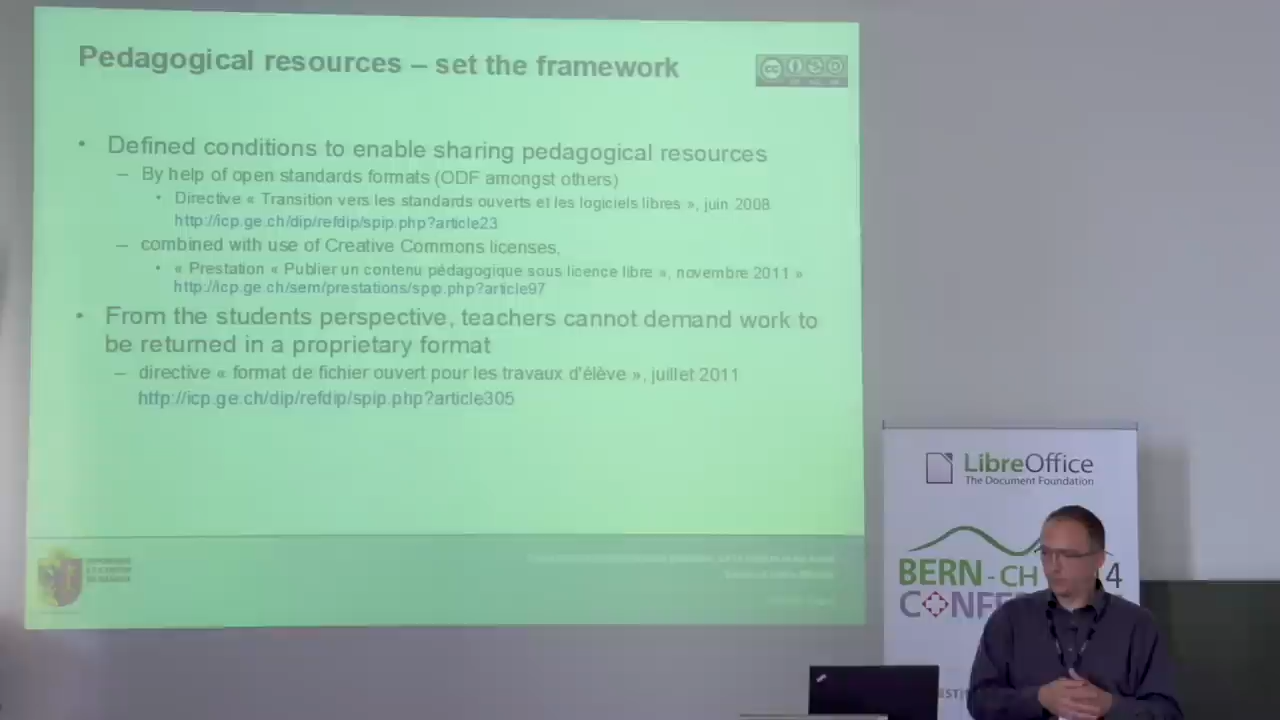 Pedagogical resources – set the framework
cc
• Defined conditions to enable sharing pedagogical resources
– By help of open standards formats (ODF amongst others)
• Directive « Transition vers les standards ouverts et les logiciels libres », juin 2008
http://icp.ge.ch/dip/refdip/spip.php?article23
– combined with use of Creative Commons licenses,
• « Prestation « Publier un contenu pédagogique sous licence libre », novembre 2011 »
http://icp.ge.ch/sem/prestations/spip.php?article97
• From the students perspective, teachers cannot demand work to
be returned in a proprietary format
– directive « format de fichier ouvert pour les travaux d'élève », juillet 2011
http://icp.ge.ch/dip/refdip/spip.php?article305
LibreOffice
The Document Foundation
BERN - CH 4